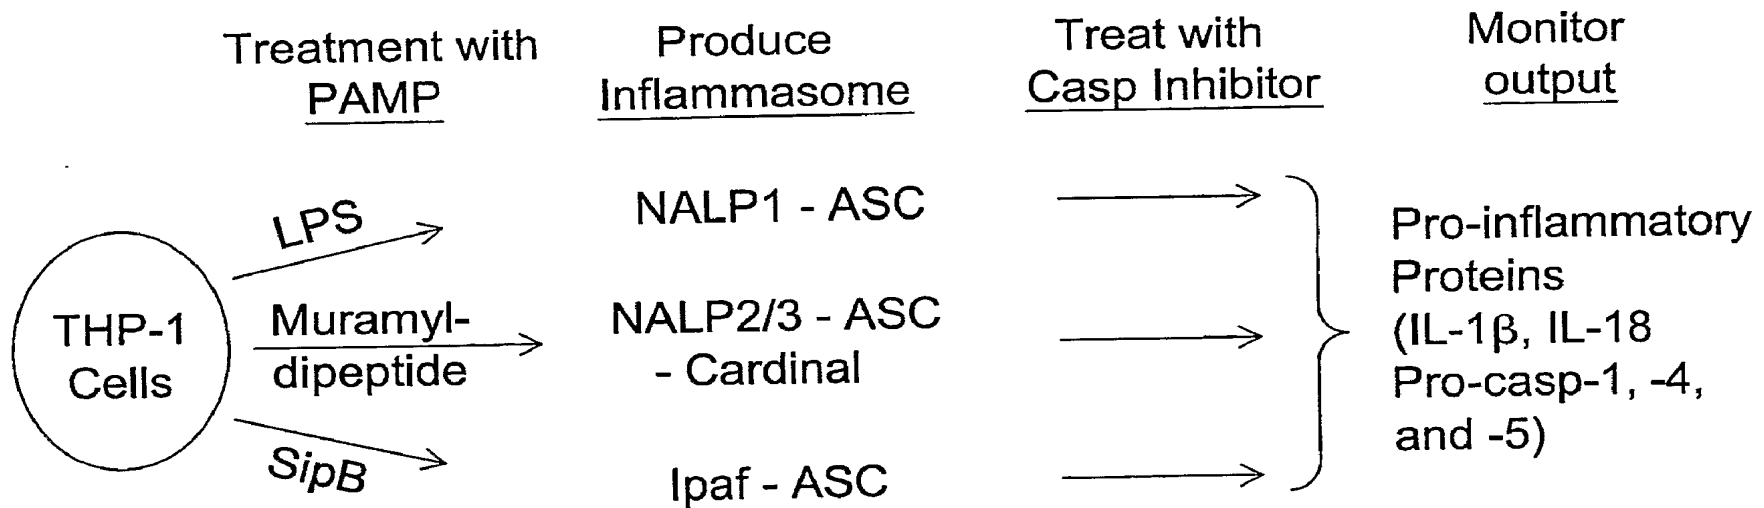 Treatment with
PAMP
Produce
Inflammasome
Treat with
Casp Inhibitor
Monitor
output
THP-1
Cells
LPS
Muramyl-
dipeptide
SipB
NALP1 - ASC
NALP2/3 - ASC
- Cardinal
Ipaf - ASC
Pro-inflammatory
Proteins
(IL-1β, IL-18
Pro-casp-1, -4,
and -5)